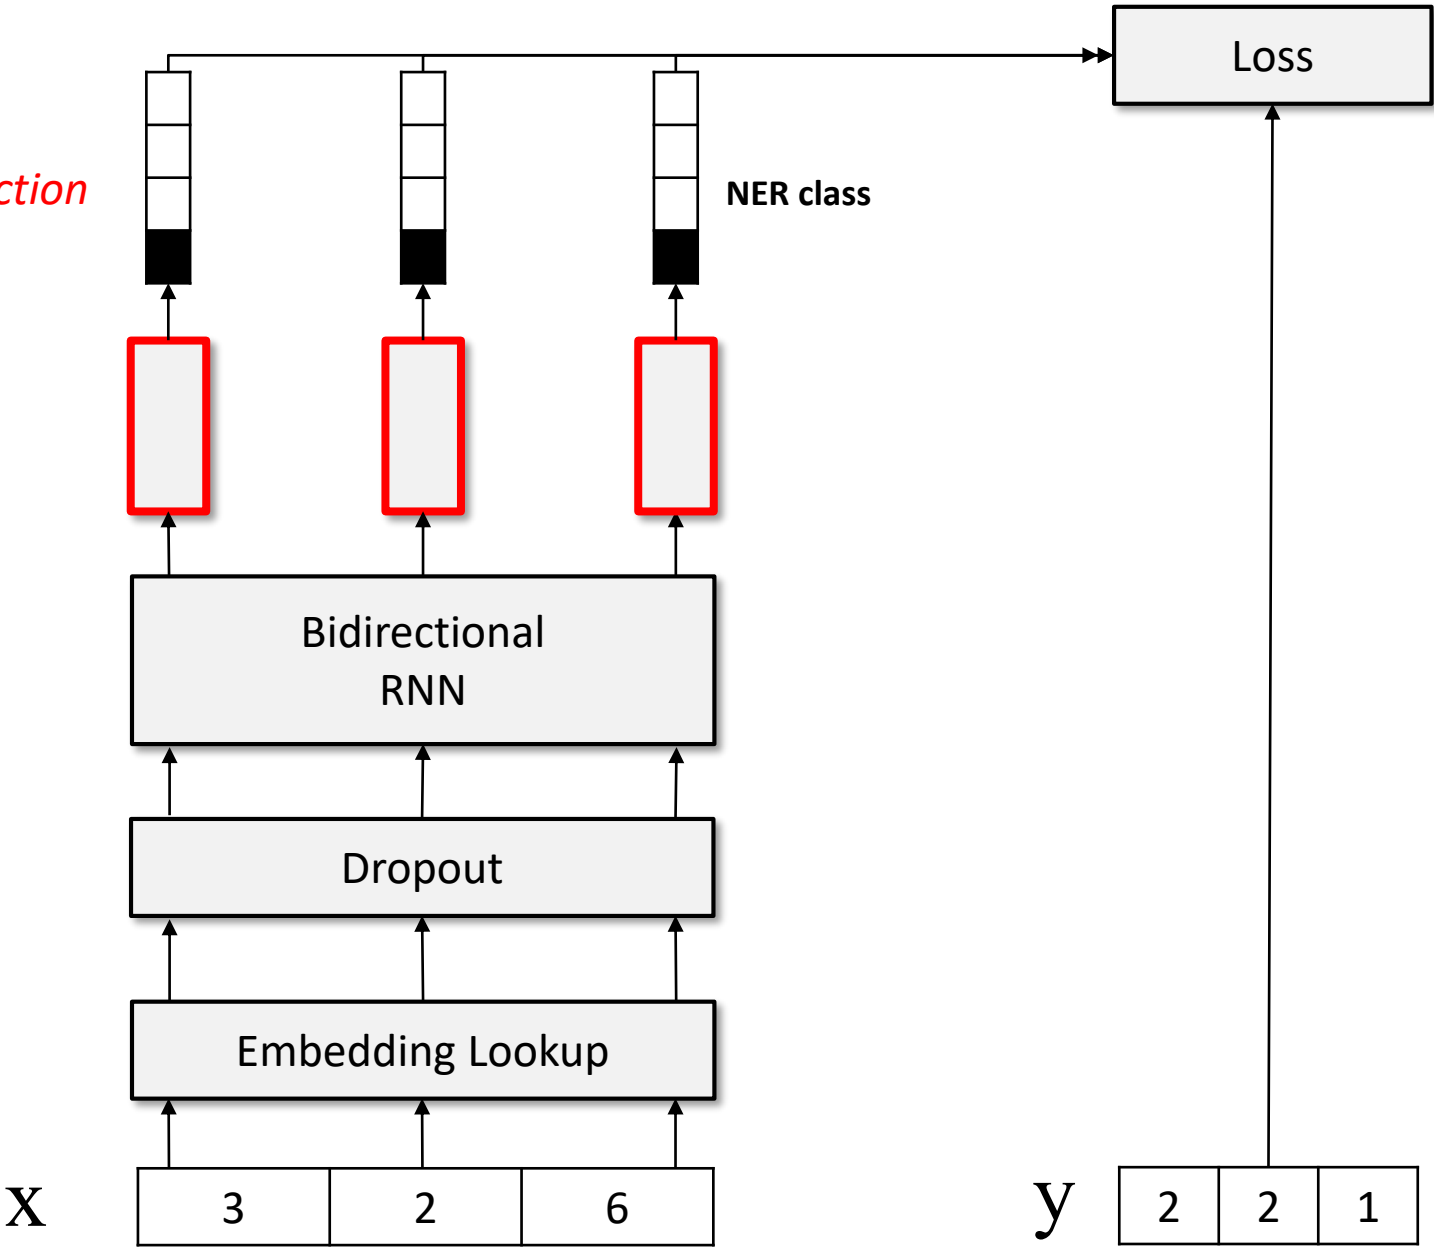 Loss
ction
NER class
Bidirectional
RNN
Dropout
Embedding Lookup
x 3 2 6
y 2 2 1